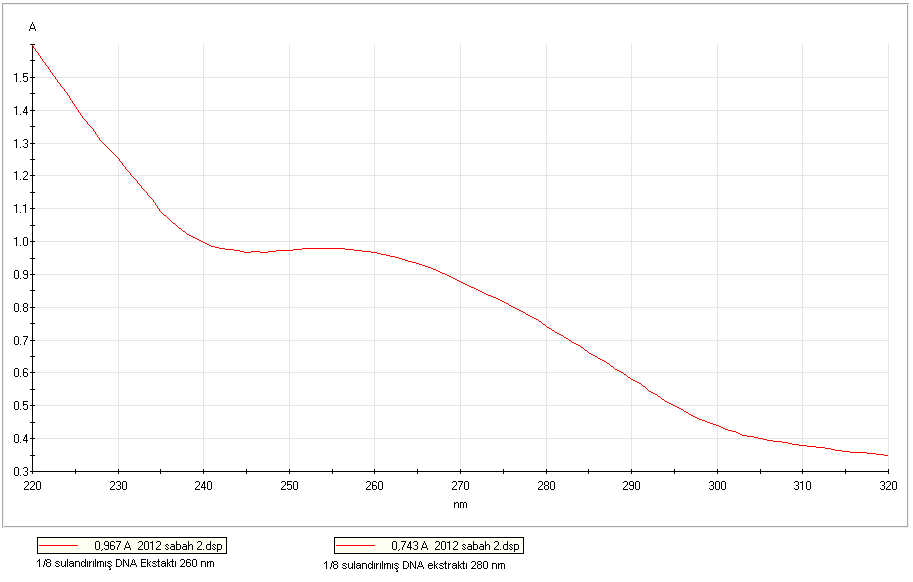 A
1.5
1.4
1.3
1.2
1.1
1.0
0.9
0.8
0.7
0.6
0.5
0.4
0.3
220 230 240 250 260 270 280 290 300 310 320
nm
0,967 A 2012 sabah 2.dsp
0,743 A 2012 sabah 2.dsp
1/8 sulandırılmış DNA Ekstaktı 260 nm
1/8 sulandırılmış DNA ekstraktı 280 nm